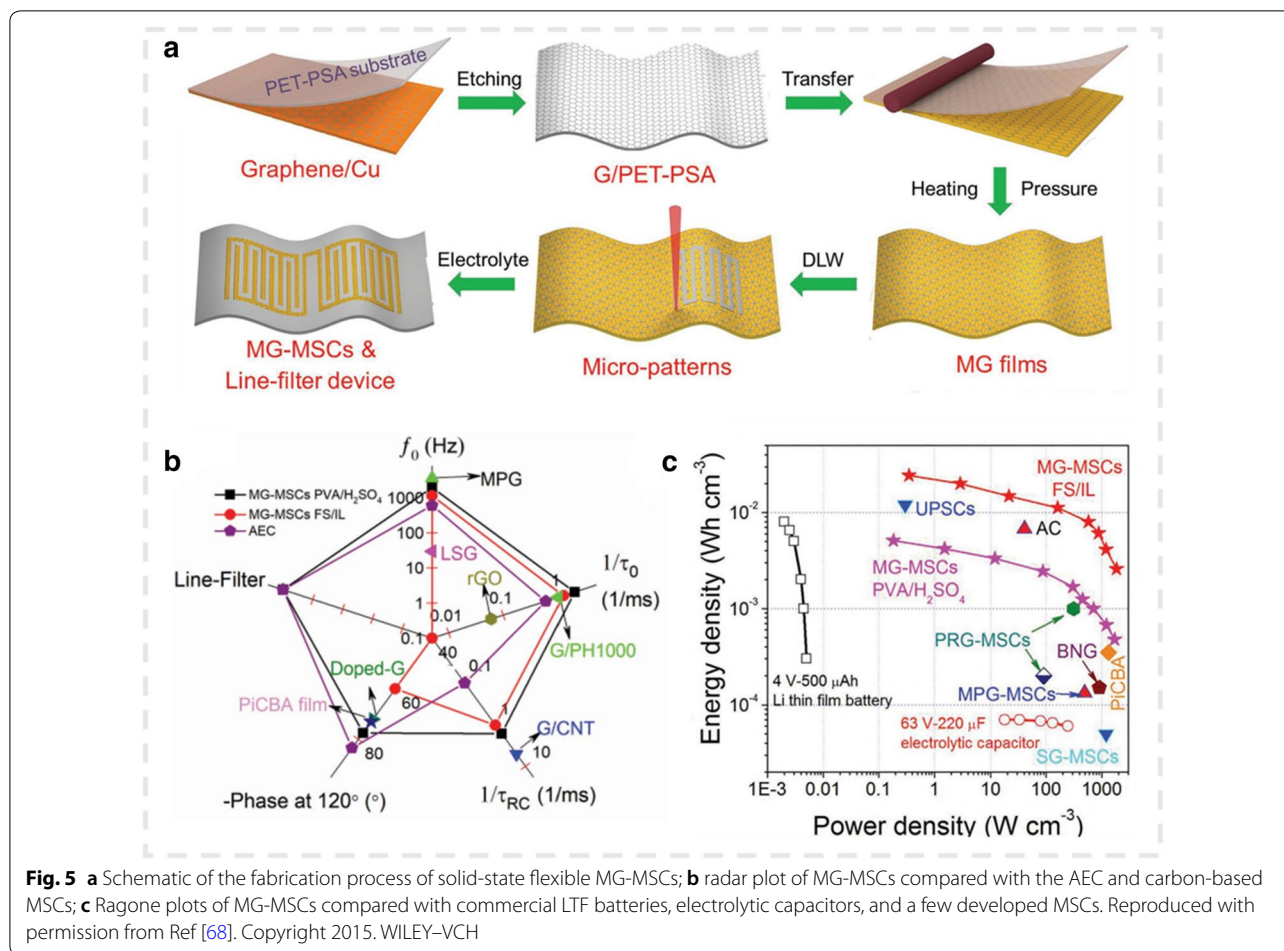 a
PET-PSA substrate
Etching
Transfer
Graphene/Cu
G/PET-PSA
Heating
Pressure
Electrolyte
DLW
MG-MSCs &
Line-filter device
Micro-patterns
MG films
b
f₀ (Hz)
MG-MSCs PVA/H₂SO₄
MG-MSCs FS/IL
AEC
MPG
1000
100
10
1
0.1
LSG
Line-Filter
rGO
0.01
0.1
1
1/τ₀
(1/ms)
G/PH1000
40
60
80
Doped-G
PiCBA film
-Phase at 120° (°)
0.1
1
10
G/CNT
1/τRC (1/ms)
c
Energy density (Wh cm⁻³)
10⁻²
10⁻³
10⁻⁴
MG-MSCs
FS/IL
UPSCs
AC
MG-MSCs
PVA/H₂SO₄
PRG-MSCs
BNG
PiCBA
MPG-MSCs
4 V-500 μAh
Li thin film battery
63 V-220 μF
electrolytic capacitor
SG-MSCs
1E-3 0.01 0.1 1 10 100 1000
Power density (W cm⁻³)
Fig. 5 a Schematic of the fabrication process of solid-state flexible MG-MSCs; b radar plot of MG-MSCs compared with the AEC and carbon-based
MSCs; c Ragone plots of MG-MSCs compared with commercial LTF batteries, electrolytic capacitors, and a few developed MSCs. Reproduced with
permission from Ref [68]. Copyright 2015. WILEY–VCH